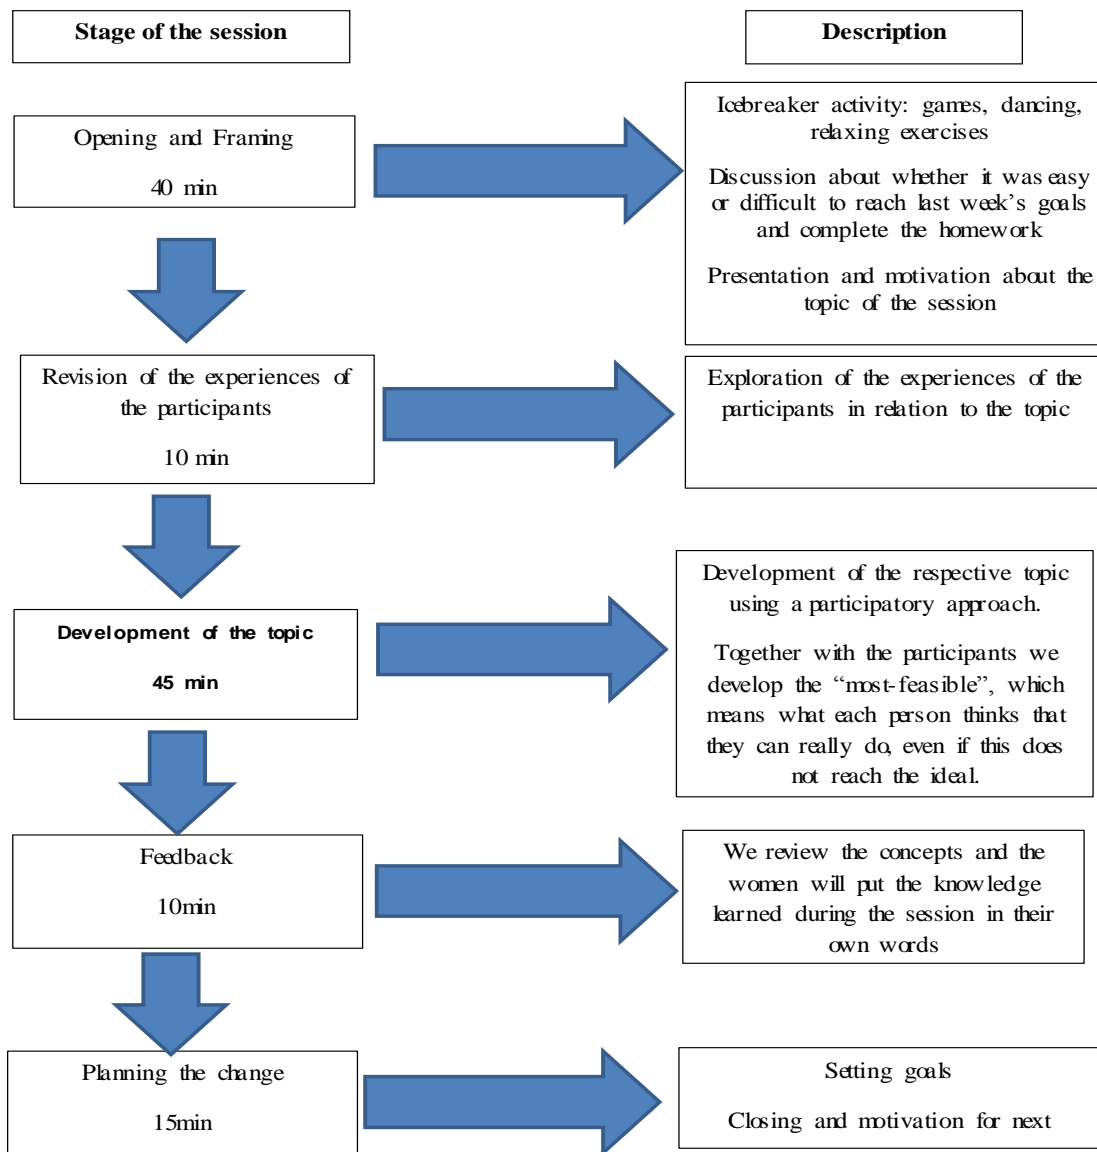 Stage of the session
Description
Opening and Framing
40 min
Icebreaker activity: games, dancing,
relaxing exercises
Discussion about whether it was easy
or difficult to reach last week's goals
and complete the homework
Presentation and motivation about the
topic of the session
Revision of the experiences of
the participants
10 min
Exploration of the experiences of the
participants in relation to the topic
Development of the topic
45 min
Development of the respective topic
using a participatory approach.
Together with the participants we
develop the “most-feasible”, which
means what each person thinks that
they can really do, even if this does
not reach the ideal.
Feedback
10min
We review the concepts and the
women will put the knowledge
learned during the session in their
own words
Planning the change
15min
Setting goals
Closing and motivation for next